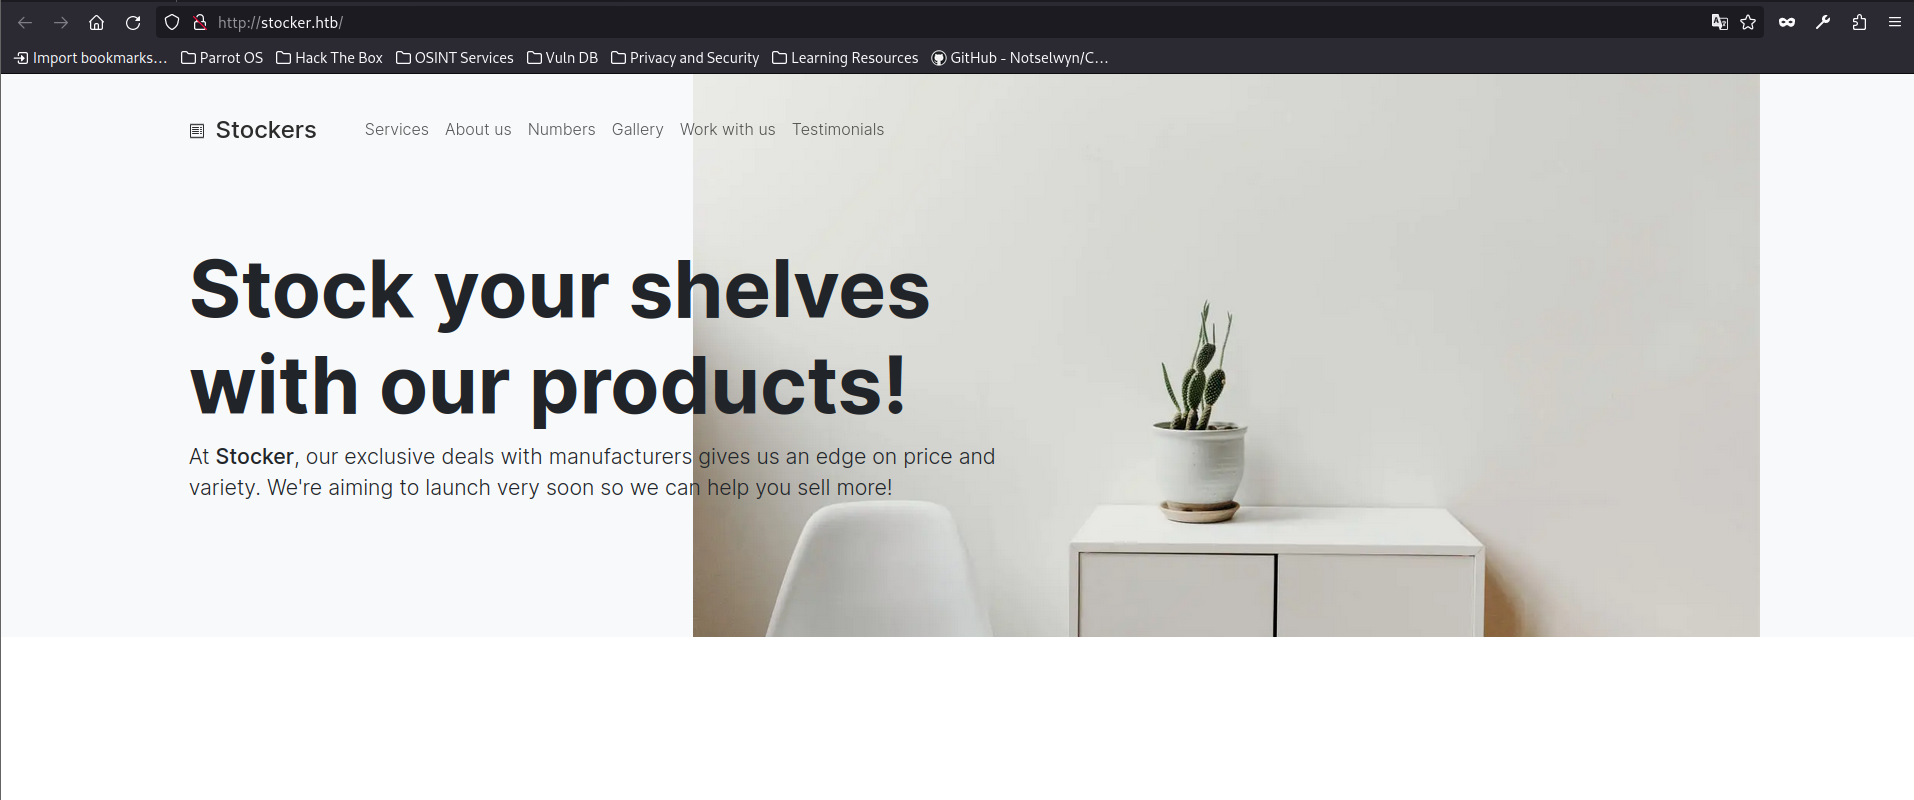 http://stocker.htb/
Import bookmarks... Parrot OS Hack The Box OSINT Services Vuln DB Privacy and Security Learning Resources GitHub - Notselwyn/C...
Stockers Services About us Numbers Gallery Work with us Testimonials
Stock your shelves
with our products!
At Stocker, our exclusive deals with manufacturers gives us an edge on price and
variety. We're aiming to launch very soon so we can help you sell more!